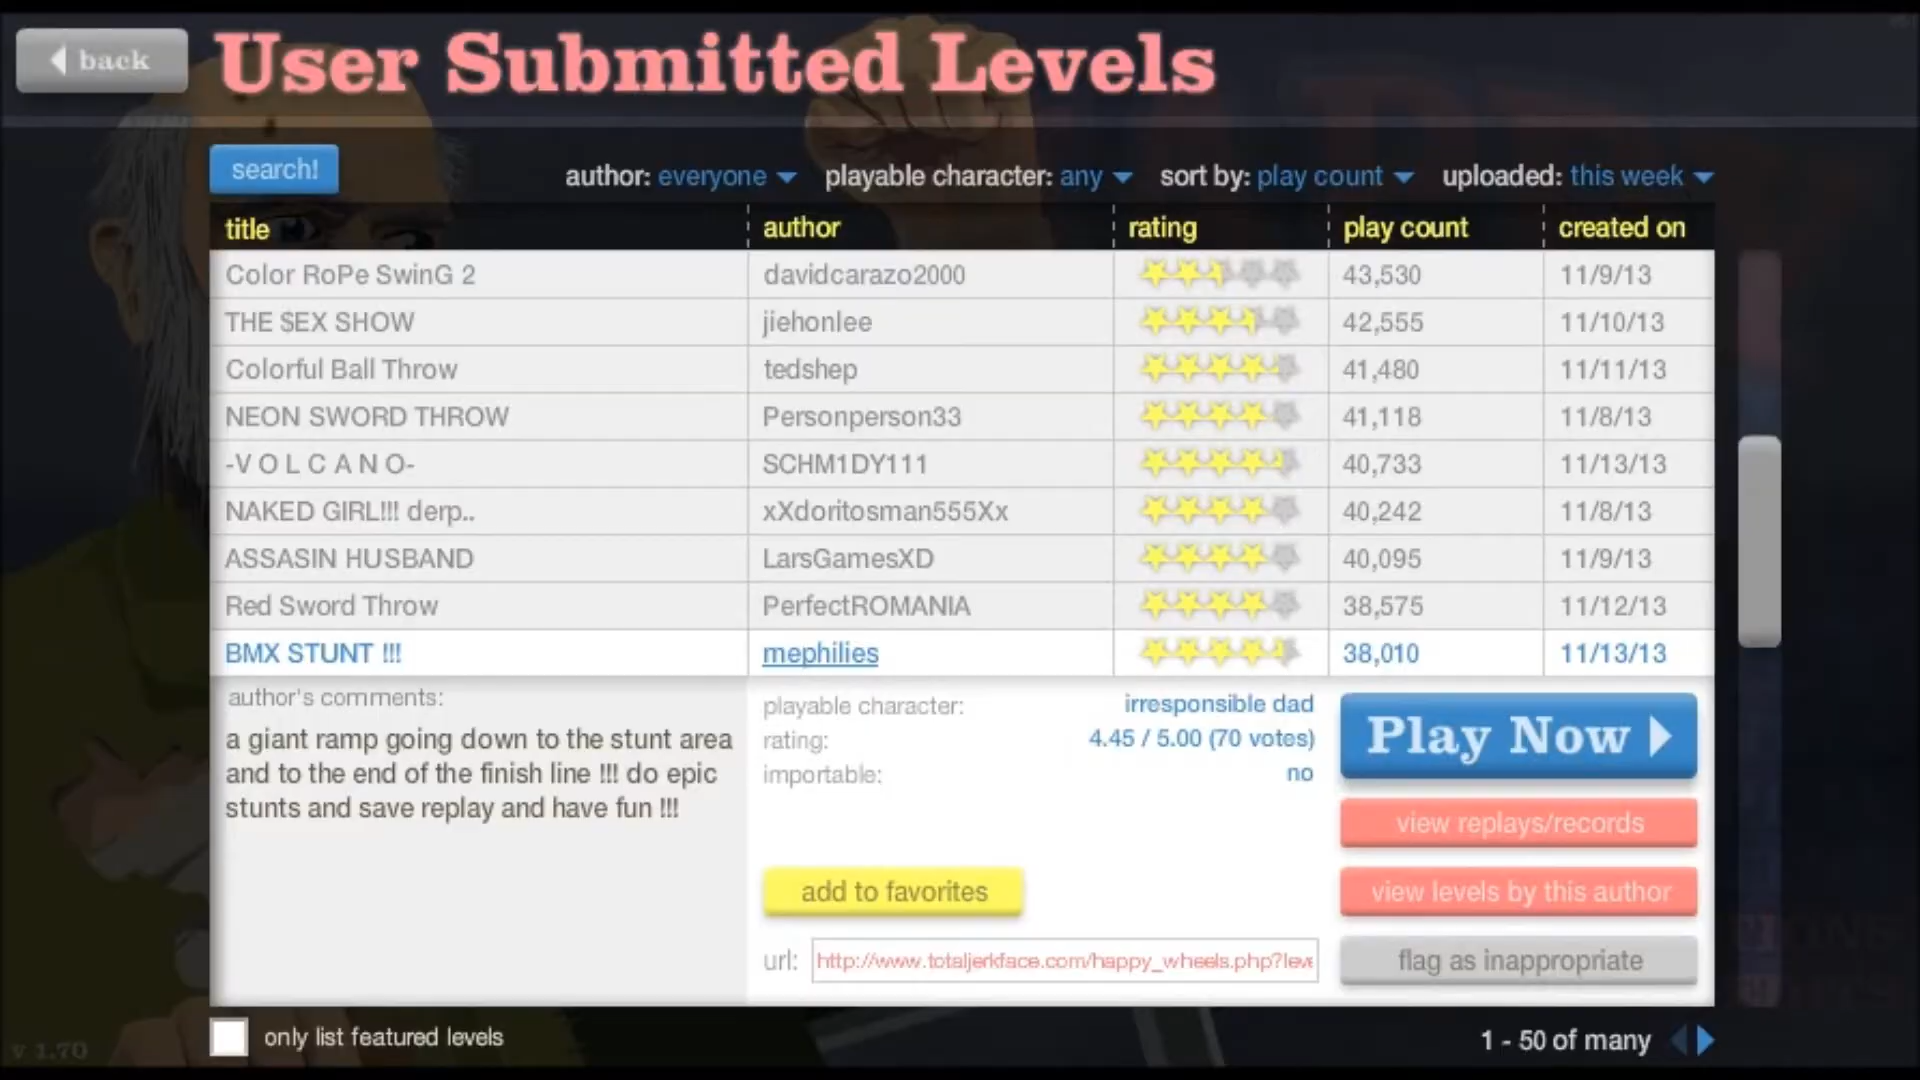 back
User Submitted Levels
search!
author: everyone
playable character: any
sort by: play count
uploaded: this week
title author rating play count created on
Color RoPe SwinG 2 davidcarazo2000 43,530 11/9/13
THE $EX SHOW jiehonlee 42,555 11/10/13
Colorful Ball Throw tedshep 41,480 11/11/13
NEON SWORD THROW Personperson33 41,118 11/8/13
-V O L C A N O- SCHM1DY111 40,733 11/13/13
NAKED GIRL!!! derp.. xXdoritosman555Xx 40,242 11/8/13
ASSASIN HUSBAND LarsGamesXD 40,095 11/9/13
Red Sword Throw PerfectROMANIA 38,575 11/12/13
BMX STUNT !!! mephilies 38,010 11/13/13
author's comments:
a giant ramp going down to the stunt area
and to the end of the finish line !!! do epic
stunts and save replay and have fun !!!
playable character: irresponsible dad
rating: 4.45 / 5.00 (70 votes)
importable: no
add to favorites
url: http://www.totaljerkface.com/happy_wheels.php?leve
Play Now
view replays/records
view levels by this author
flag as inappropriate
only list featured levels
1 - 50 of many
v 1.70